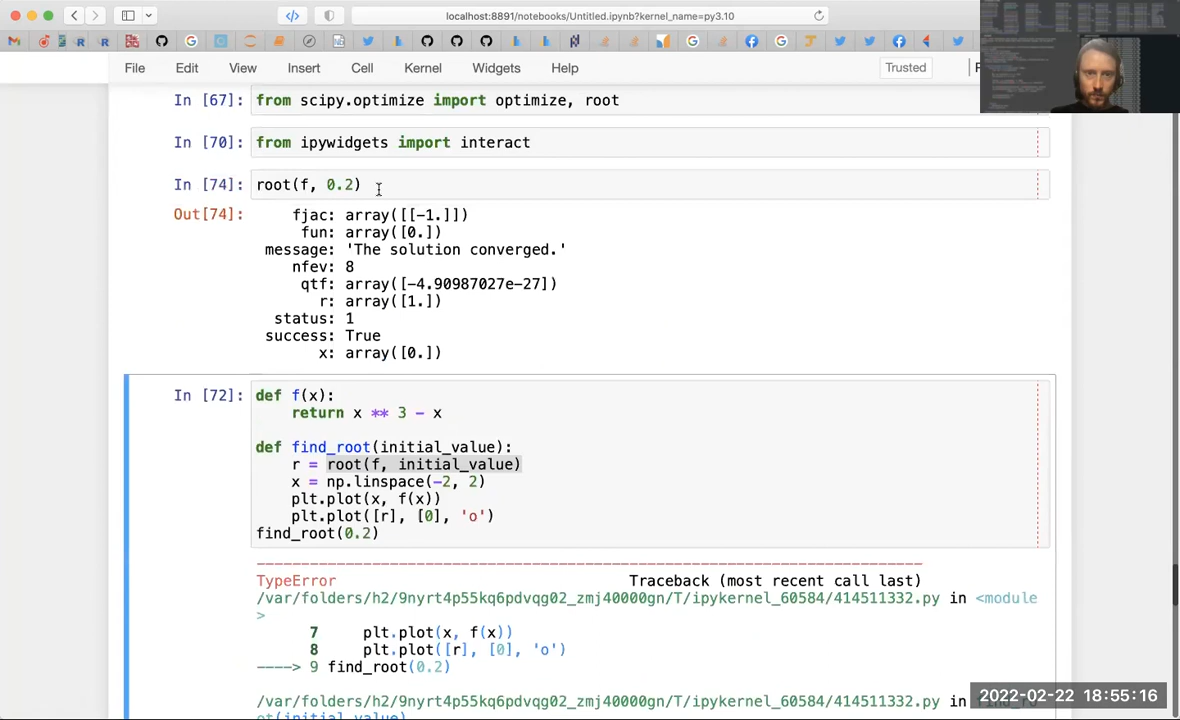 localhost:8891/notebooks/Untitled.ipynb?kernel_name=py3.10
File Edit View Insert Cell Kernel Widgets Help Trusted
In [67]: from scipy.optimize import optimize, root
In [70]: from ipywidgets import interact
In [74]: root(f, 0.2)
Out[74]: fjac: array([[-1.]])
fun: array([0.])
message: 'The solution converged.'
nfev: 8
qtf: array([-4.90987027e-27])
r: array([1.])
status: 1
success: True
x: array([0.])
In [72]: def f(x):
return x ** 3 - x
def find_root(initial_value):
r = root(f, initial_value)
x = np.linspace(-2, 2)
plt.plot(x, f(x))
plt.plot([r], [0], 'o')
find_root(0.2)
---------------------------------------------------------------------------
TypeError Traceback (most recent call last)
/var/folders/h2/9nyrt4p55kq6pdvqg02_zmj40000gn/T/ipykernel_60584/414511332.py in <module
>
7 plt.plot(x, f(x))
8 plt.plot([r], [0], 'o')
----> 9 find_root(0.2)
/var/folders/h2/9nyrt4p55kq6pdvqg02_zmj40000gn/T/ipykernel_60584/414511332.py in find_ro
ot(initial_value)
2022-02-22 18:55:16